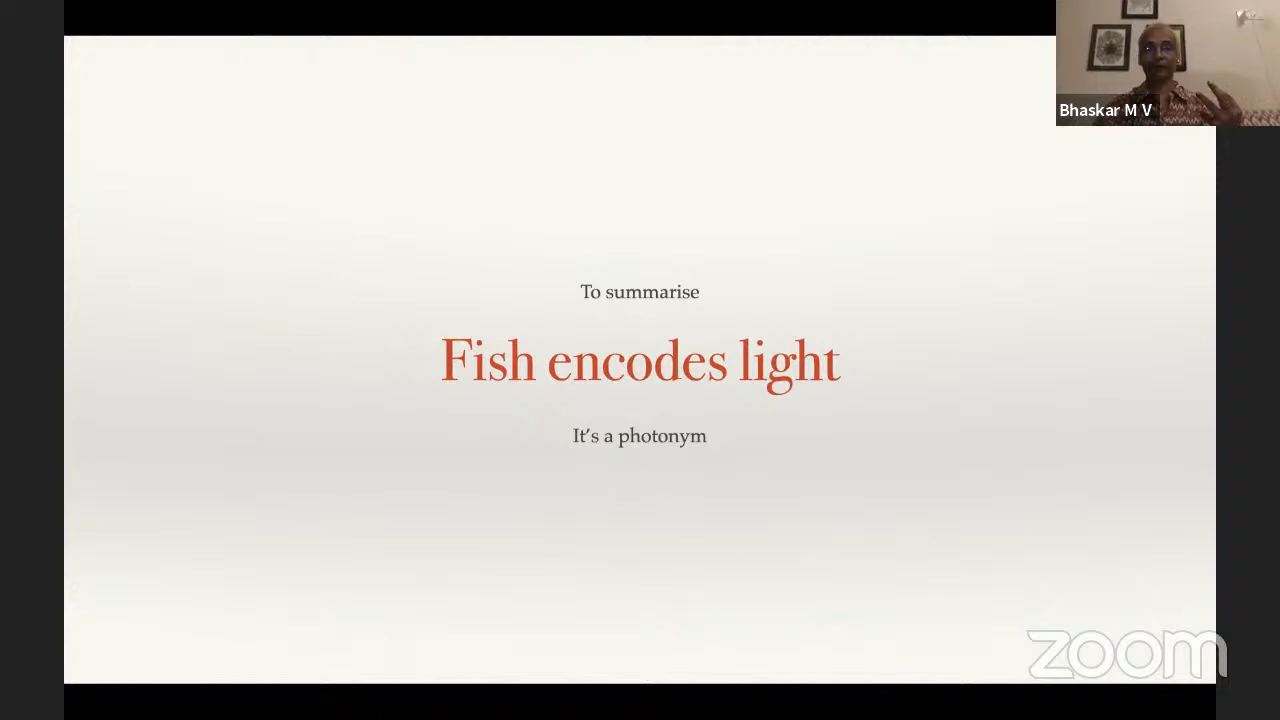 Bhaskar M V
To summarise
Fish encodes light
It's a photonym
zoom